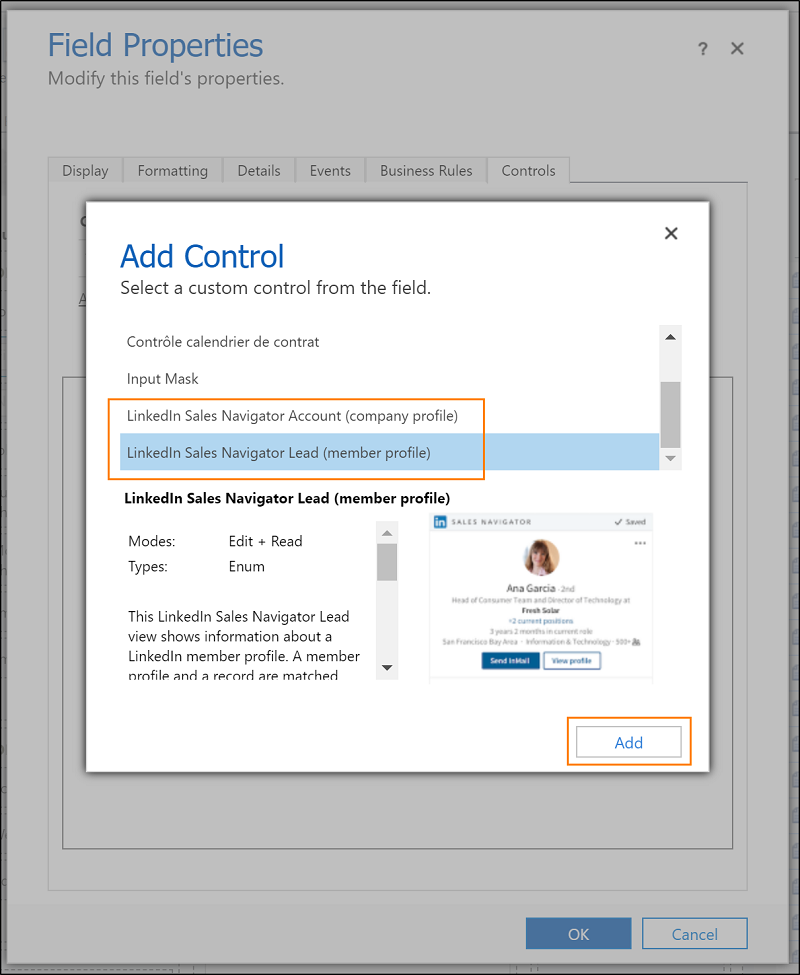 Field Properties
?
Modify this field's properties.
Display Formatting Details Events Business Rules Controls
Add Control
Select a custom control from the field.
Contrôle calendrier de contrat
Input Mask
LinkedIn Sales Navigator Account (company profile)
LinkedIn Sales Navigator Lead (member profile)
LinkedIn Sales Navigator Lead (member profile)
Modes: Edit + Read
Types: Enum
This LinkedIn Sales Navigator Lead
view shows information about a
LinkedIn member profile. A member
profile and a record are matched
in SALES NAVIGATOR Saved
Ana Garcia · 2nd
Head of Consumer Team and Director of Technology at
Fresh Solar
+2 current positions
3 years 2 months in current role
San Francisco Bay Area · Information & Technology · 500+
Send InMail View profile
Add
OK Cancel